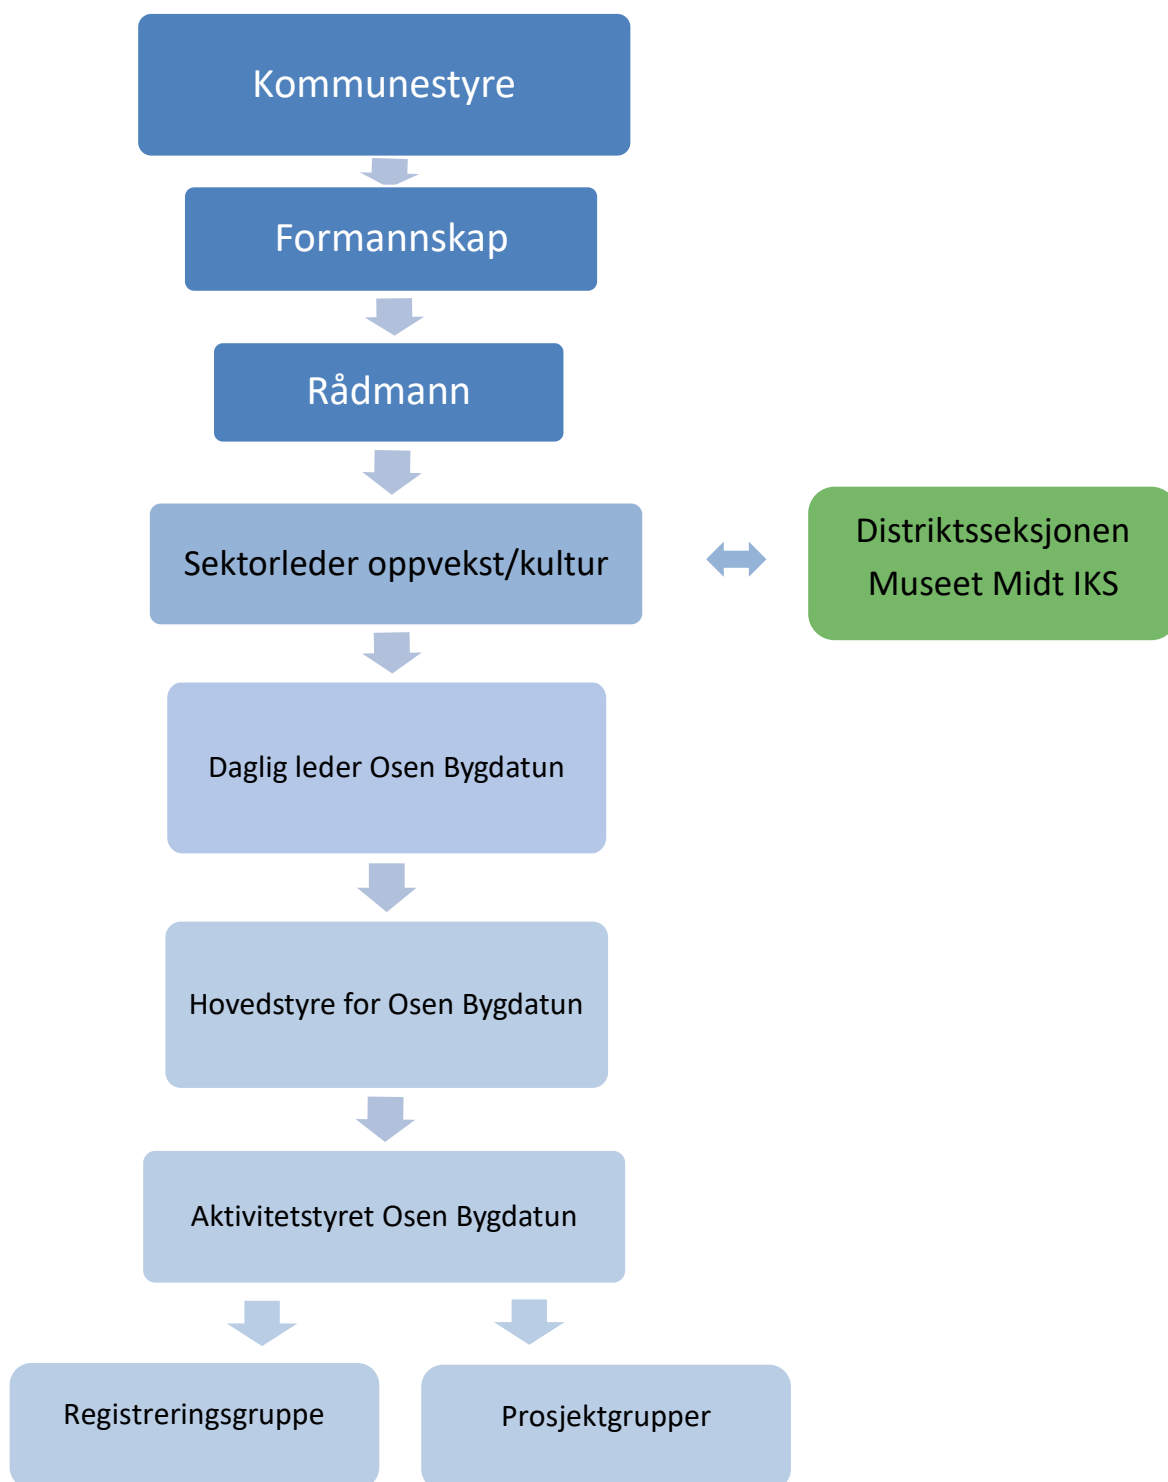 Kommunestyre
Formannskap
Rådmann
Sektorleder oppvekst/kultur
Distriktsseksjonen
Museet Midt IKS
Daglig leder Osen Bygdatun
Hovedstyre for Osen Bygdatun
Aktivitetstyret Osen Bygdatun
Registreringsgruppe
Prosjektgrupper